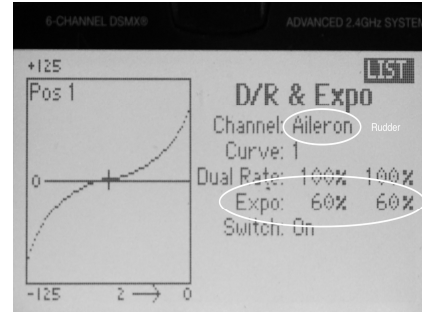 6-CHANNEL DSMX® ADVANCED 2.4GHz SYSTEM
+125 LIST
Pos 1 D/R & Expo
Channel: Aileron Rudder
Curve: 1
0 Dual Rate: 100% 100%
Expo: 60% 60%
Switch: On
-125 2 → 0